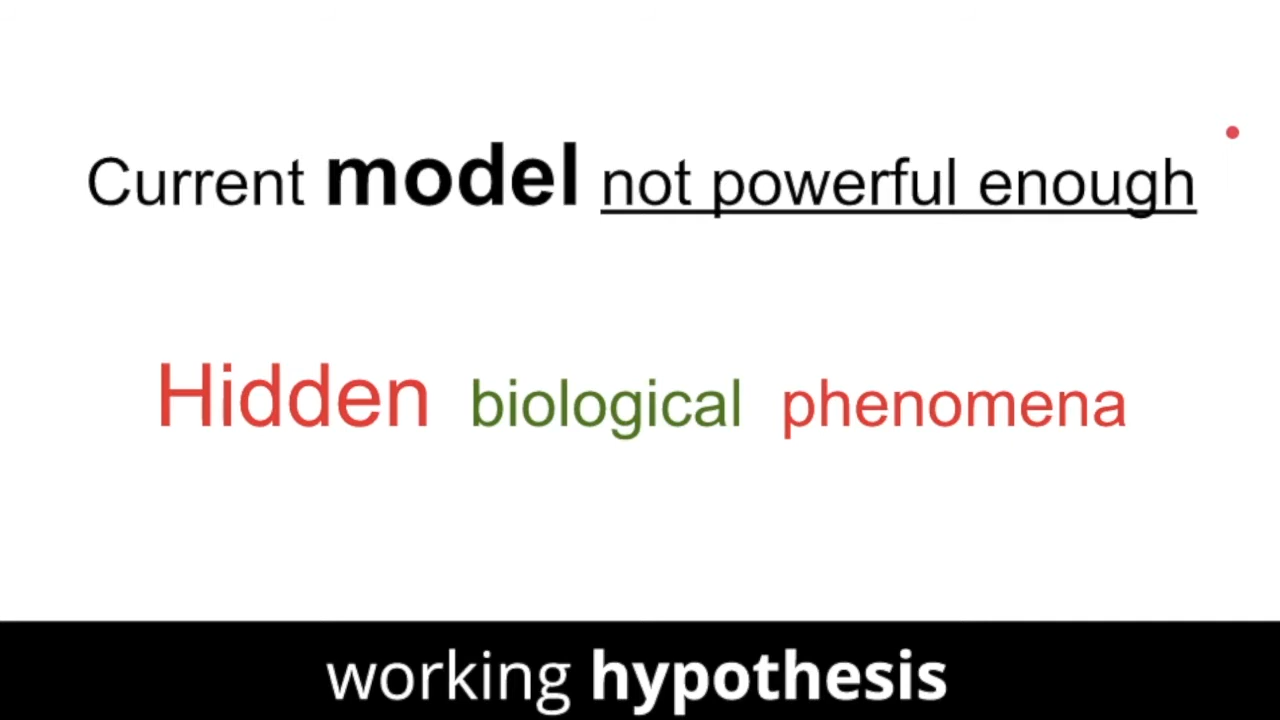 Current model not powerful enough
Hidden biological phenomena
working hypothesis